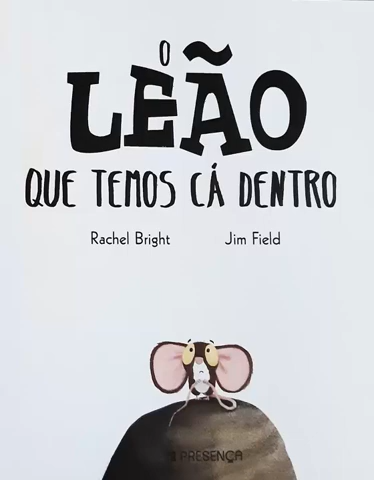 O
LEÃO
QUE TEMOS CÁ DENTRO
Rachel Bright Jim Field
PRESENÇA